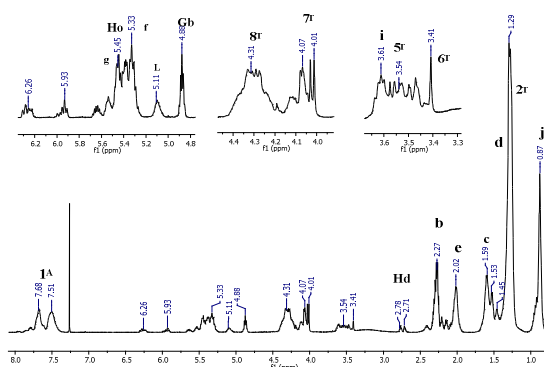 6.26
5.93
g
Ho
5.45
f
5.33
L
5.11
Gb
4.88
6.2 6.0 5.8 5.6 5.4 5.2 5.0 4.8
f1 (ppm)
8r
4.31
7r
4.07
4.01
4.4 4.3 4.2 4.1 4.0
f1 (ppm)
i
3.61
5r
3.54
3.41
6r
3.6 3.5 3.4 3.3
f1 (ppm)
1.29
2r
d
j
0.87
1A
7.68
7.51
6.26
5.93
5.33
5.11
4.88
4.31
4.07
4.01
3.54
3.41
Hd
2.78
2.71
b
2.27
e
2.02
c
1.59
1.53
1.45
8.0 7.5 7.0 6.5 6.0 5.5 5.0 4.5 4.0 3.5 3.0 2.5 2.0 1.5 1.0
f1 (ppm)